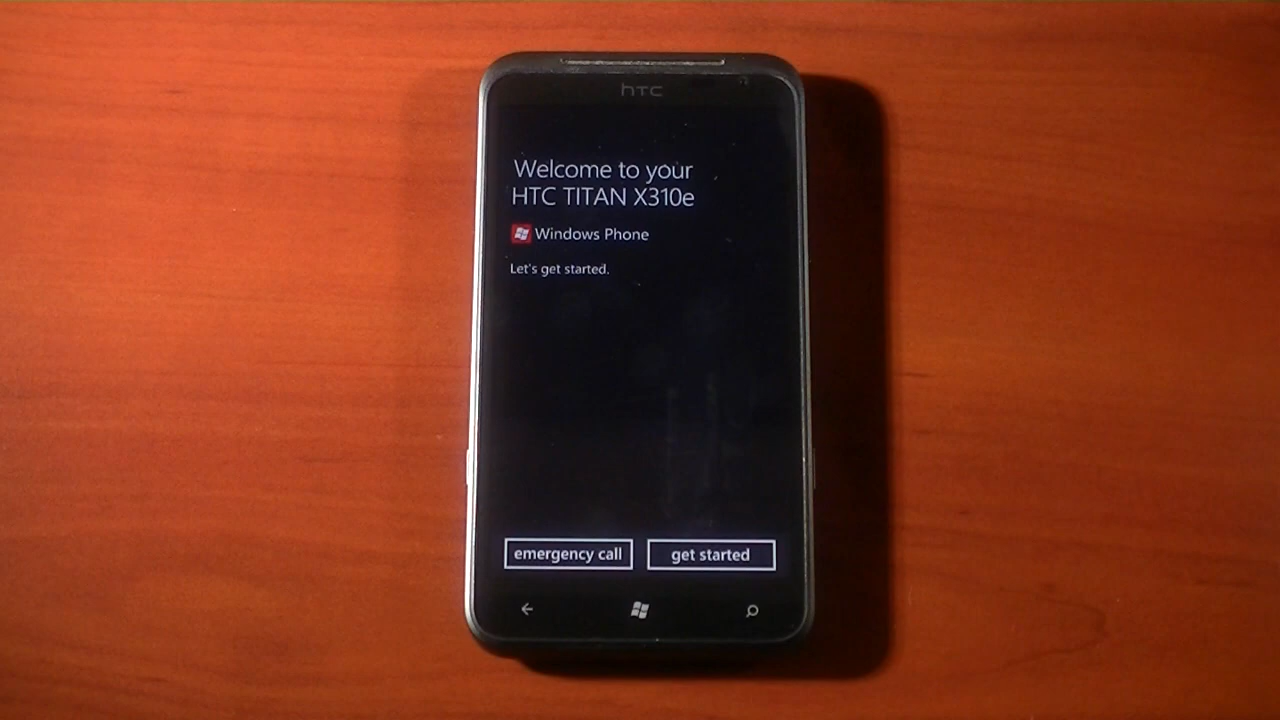 hTC
Welcome to your
HTC TITAN X310e
Windows Phone
Let's get started.
emergency call
get started